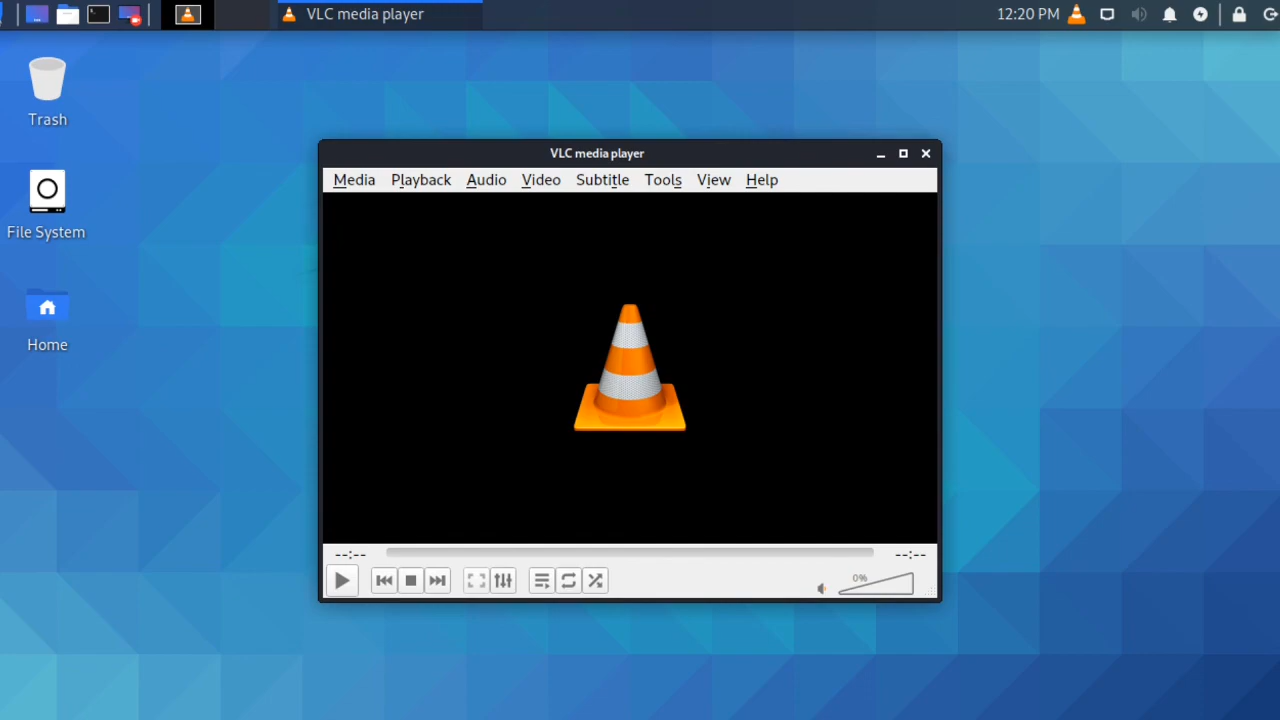 VLC media player
12:20 PM
Trash
File System
Home
VLC media player
Media Playback Audio Video Subtitle Tools View Help
--:-- --:--
0%